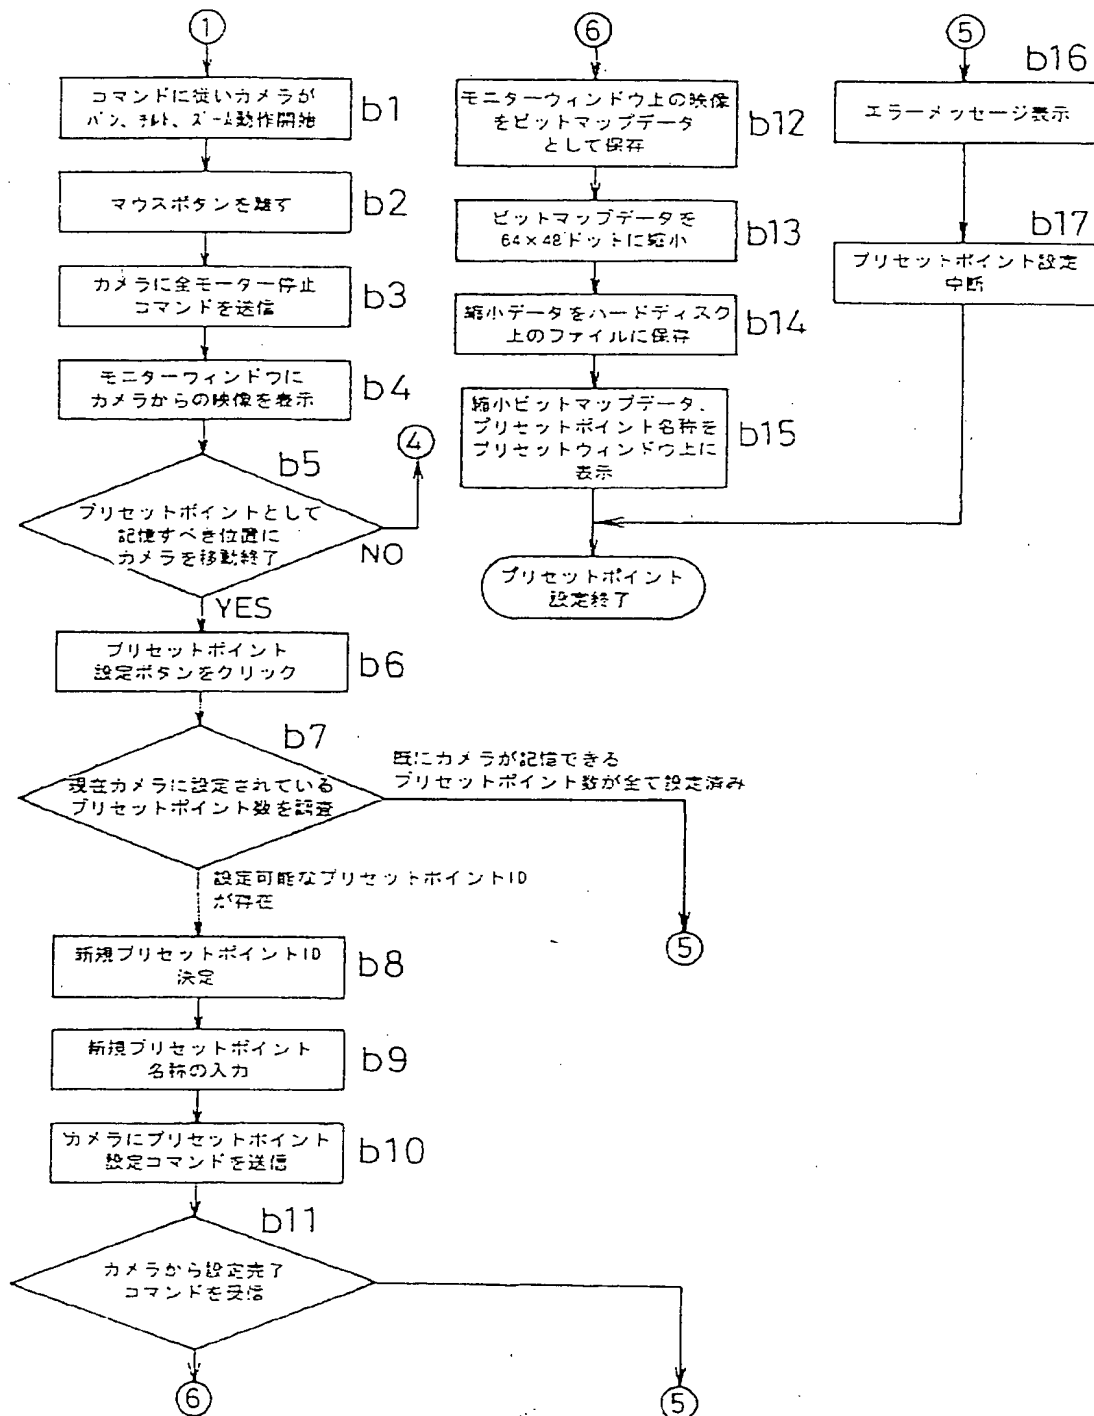 ①
コマンドに従いカメラが
パン、チルト、ズーム動作開始
b1
マウスボタンを離す
b2
カメラに全モーター停止
コマンドを送信
b3
モニターウィンドウに
カメラからの映像を表示
b4
④
b5
プリセットポイントとして
記憶すべき位置に
カメラを移動終了
NO
YES
プリセットポイント
設定ボタンをクリック
b6
b7
現在カメラに設定されている
プリセットポイント数を調査
既にカメラが記憶できる
プリセットポイント数が全て設定済み
設定可能なプリセットポイントID
が存在
⑤
新規プリセットポイントID
決定
b8
新規プリセットポイント
名称の入力
b9
カメラにプリセットポイント
設定コマンドを送信
b10
b11
カメラから設定完了
コマンドを受信
⑥
⑤
⑥
モニターウィンドウ上の映像
をビットマップデータ
として保存
b12
ビットマップデータを
64×48ドットに縮小
b13
縮小データをハードディスク
上のファイルに保存
b14
縮小ビットマップデータ、
プリセットポイント名称を
プリセットウィンドウ上に
表示
b15
プリセットポイント
設定終了
⑤
b16
エラーメッセージ表示
b17
プリセットポイント設定
中断